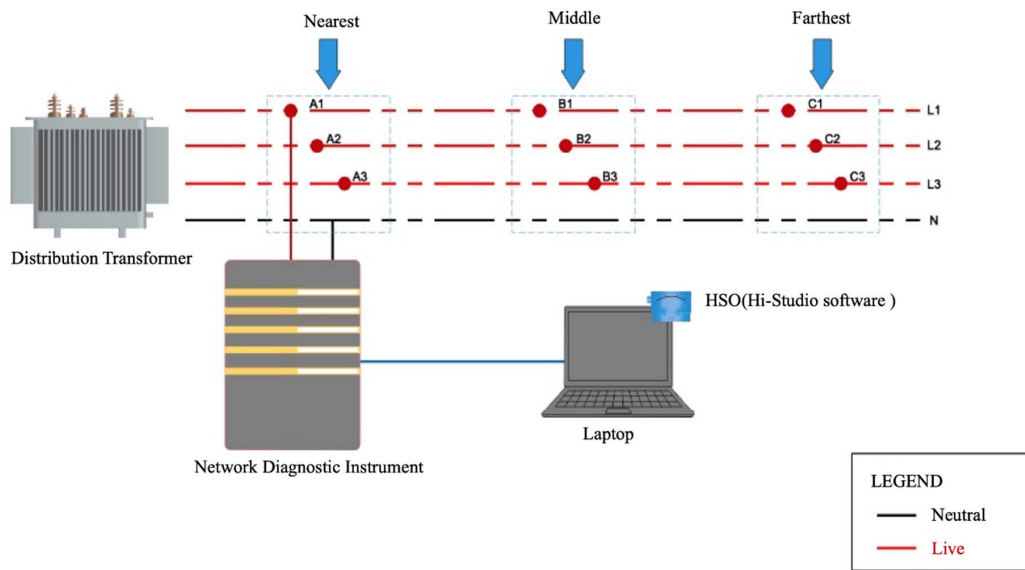 Nearest
Middle
Farthest
A1
B1
C1
L1
A2
B2
C2
L2
A3
B3
C3
L3
N
Distribution Transformer
HSO(Hi-Studio software )
Laptop
Network Diagnostic Instrument
LEGEND
Neutral
Live